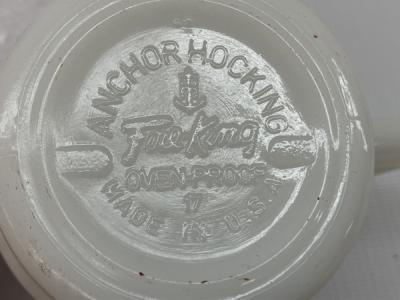 ANCHOR HOCKING
Fire-King
OVEN-PROOF
17
MADE IN U.S.A